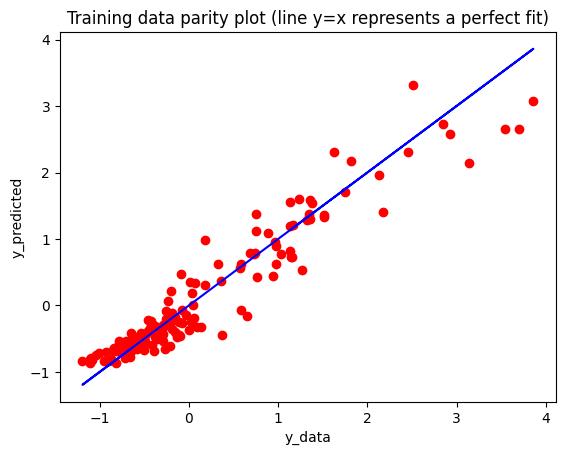 Training data parity plot (line y=x represents a perfect fit)
4
3
2
1
0
−1
y_predicted
−1 0 1 2 3 4
y_data